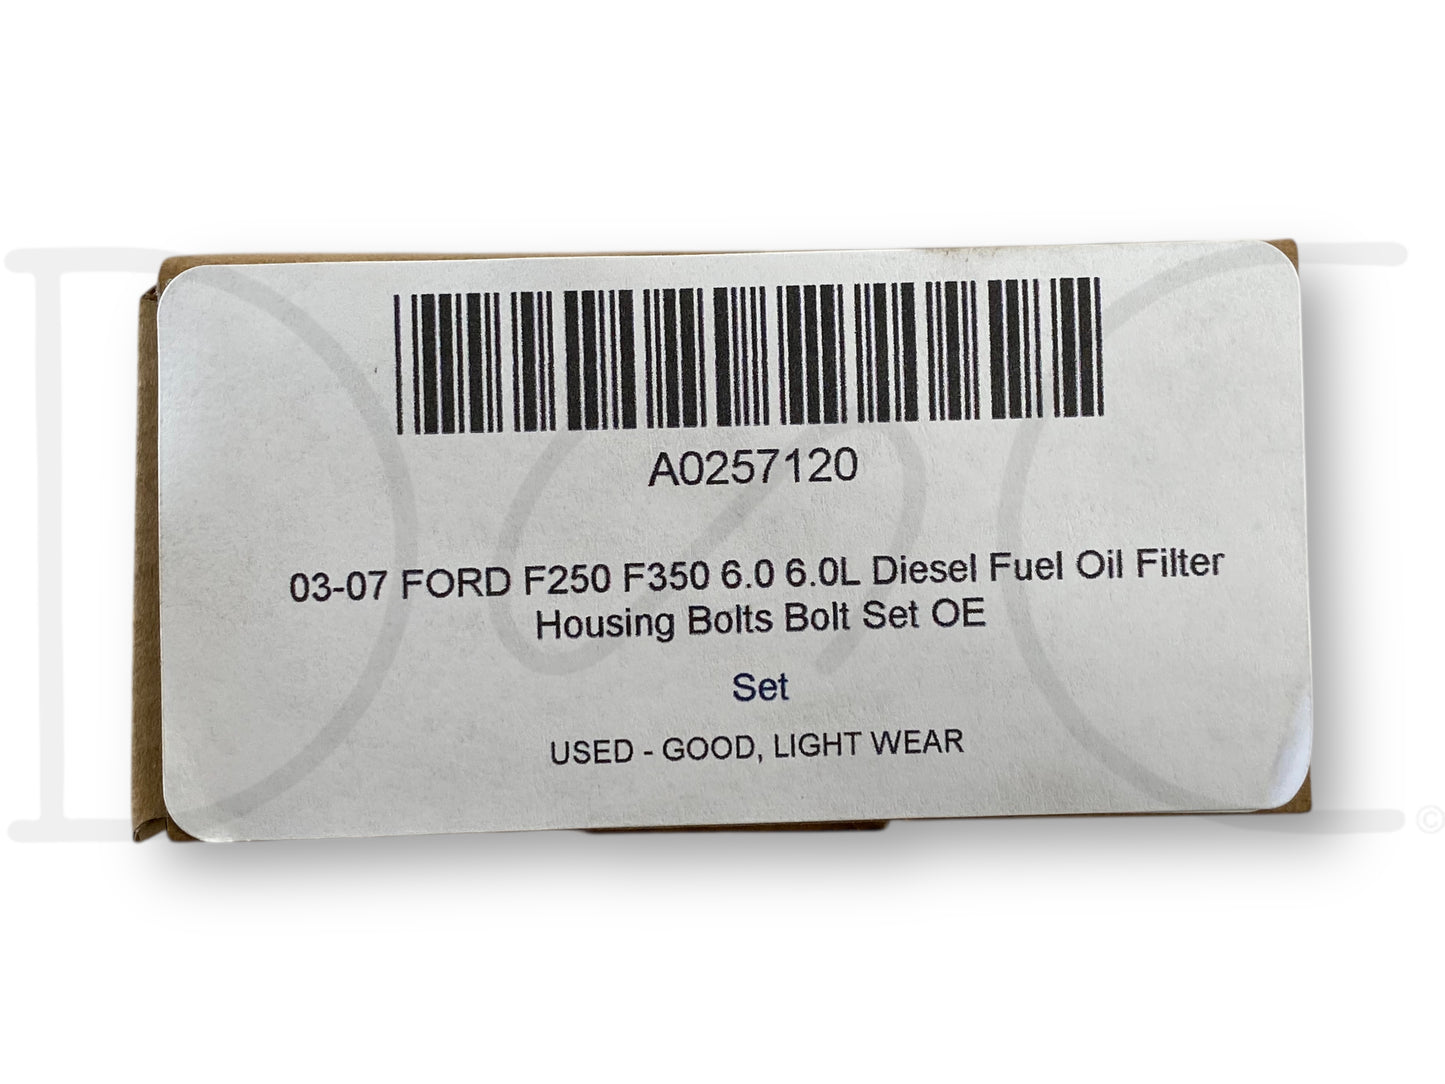 A0257120
03-07 FORD F250 F350 6.0 6.0L Diesel Fuel Oil Filter
Housing Bolts Bolt Set OE
Set
USED - GOOD, LIGHT WEAR
©